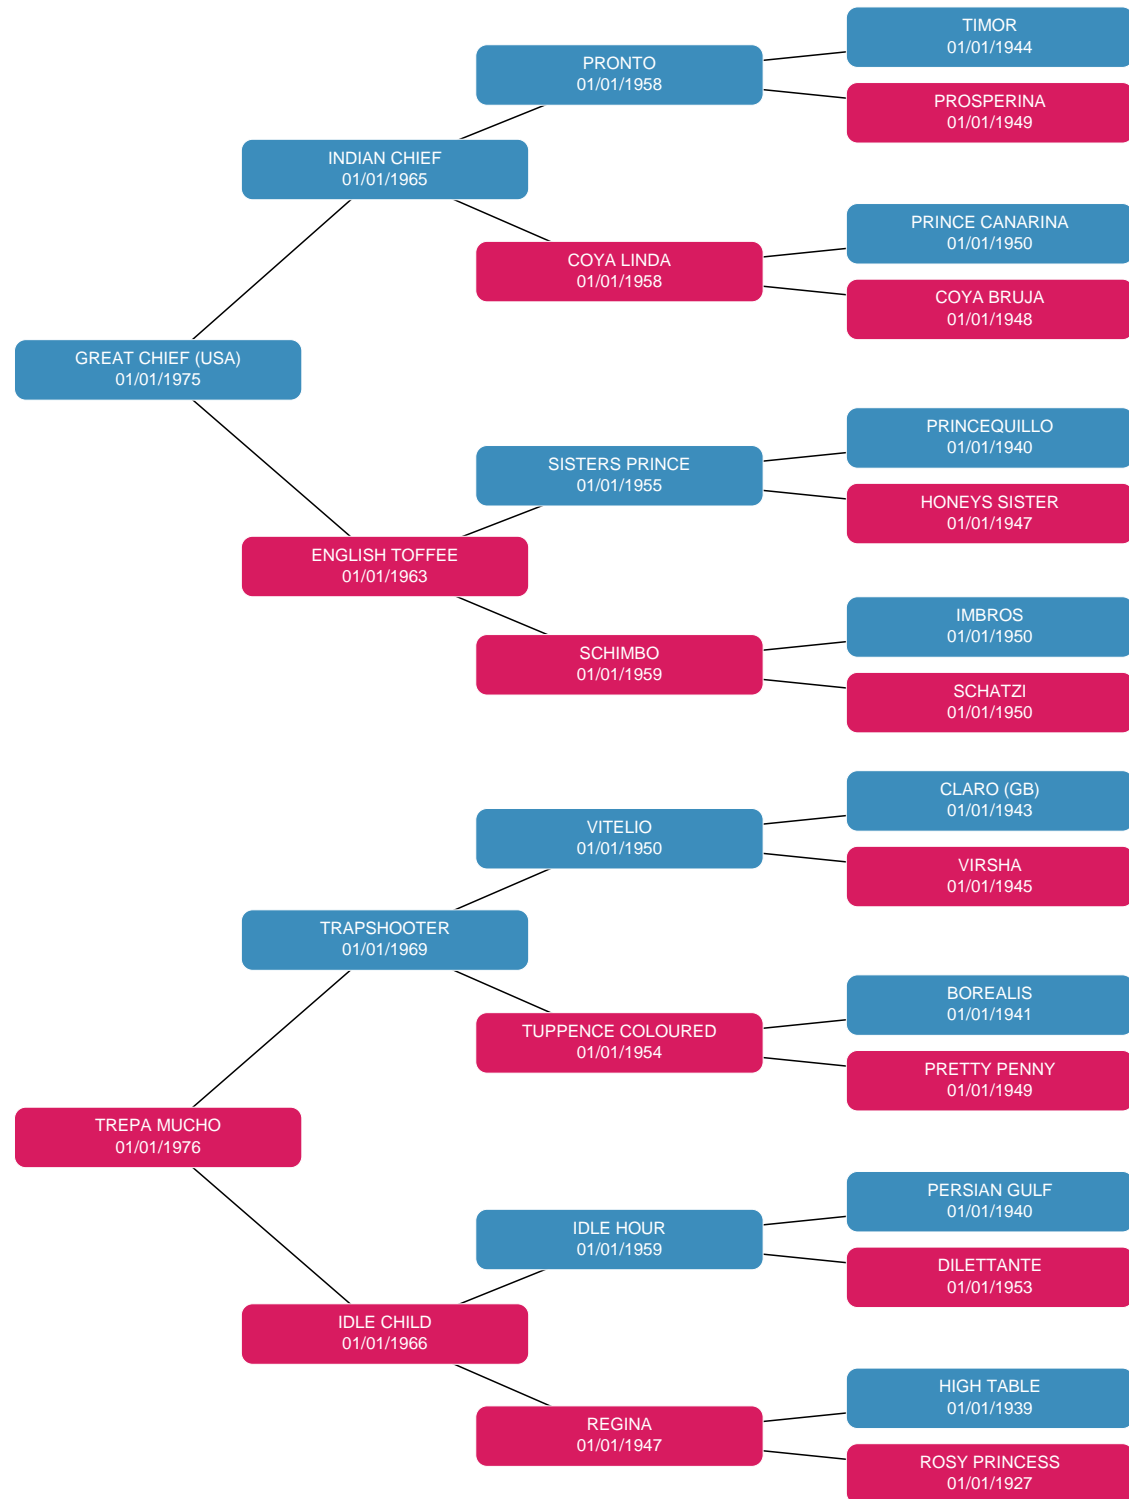 TIMOR
01/01/1944
PRONTO
01/01/1958
PROSPERINA
01/01/1949
INDIAN CHIEF
01/01/1965
PRINCE CANARINA
01/01/1950
COYA LINDA
01/01/1958
COYA BRUJA
01/01/1948
GREAT CHIEF (USA)
01/01/1975
PRINCEQUILLO
01/01/1940
SISTERS PRINCE
01/01/1955
HONEYS SISTER
01/01/1947
ENGLISH TOFFEE
01/01/1963
IMBROS
01/01/1950
SCHIMBO
01/01/1959
SCHATZI
01/01/1950
CLARO (GB)
01/01/1943
VITELIO
01/01/1950
VIRSHA
01/01/1945
TRAPSHOOTER
01/01/1969
BOREALIS
01/01/1941
TUPPENCE COLOURED
01/01/1954
PRETTY PENNY
01/01/1949
TREPA MUCHO
01/01/1976
PERSIAN GULF
01/01/1940
IDLE HOUR
01/01/1959
DILETTANTE
01/01/1953
IDLE CHILD
01/01/1966
HIGH TABLE
01/01/1939
REGINA
01/01/1947
ROSY PRINCESS
01/01/1927